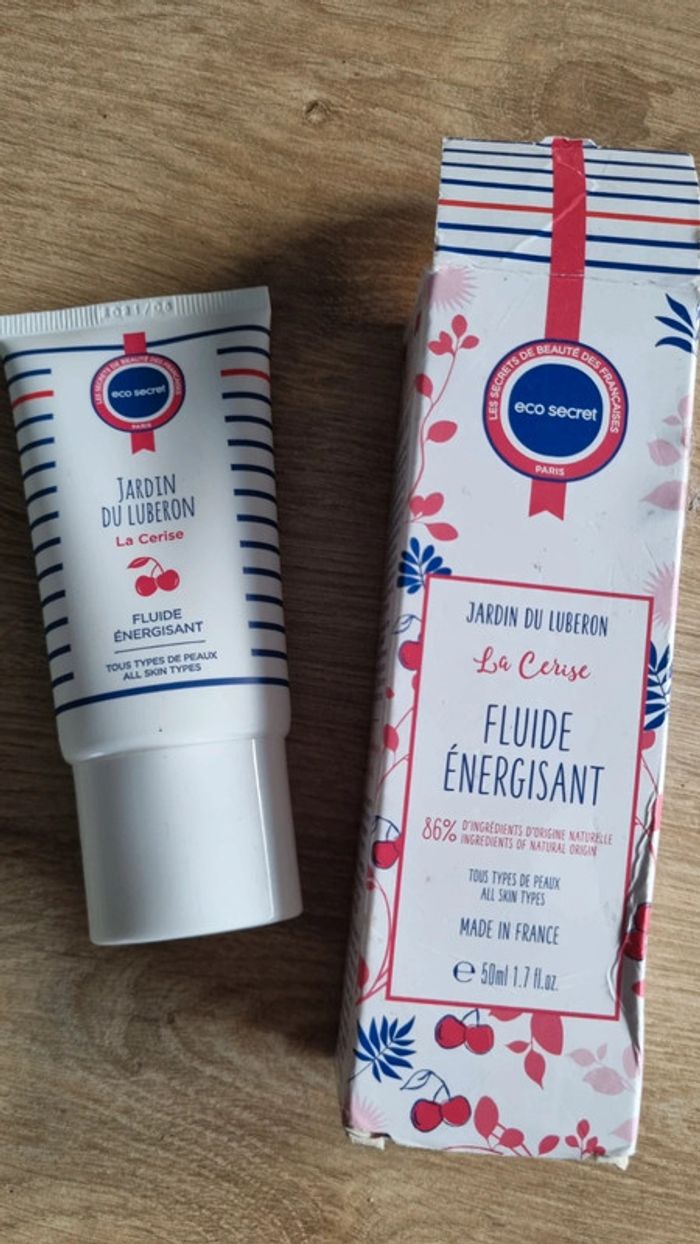 LES SECRETS DE BEAUTÉ DES FRANÇAISES
eco secret
PARIS
JARDIN
DU LUBERON
La Cerise
FLUIDE
ÉNERGISANT
TOUS TYPES DE PEAUX
ALL SKIN TYPES
LES SECRETS DE BEAUTÉ DES FRANÇAISES
eco secret
PARIS
JARDIN DU LUBERON
La Cerise
FLUIDE
ÉNERGISANT
86% D'INGRÉDIENTS D'ORIGINE NATURELLE
INGREDIENTS OF NATURAL ORIGIN
TOUS TYPES DE PEAUX
ALL SKIN TYPES
MADE IN FRANCE
℮ 50ml 1.7 fl.oz.